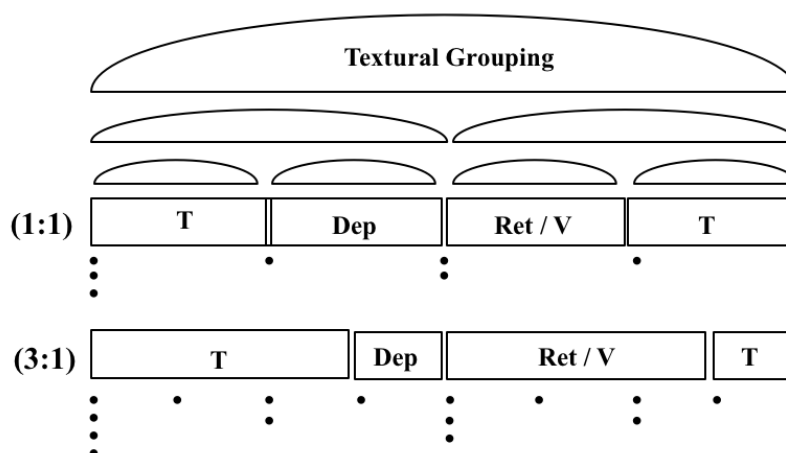 Textural Grouping
(1:1) T Dep Ret / V T
(3:1) T Dep Ret / V T